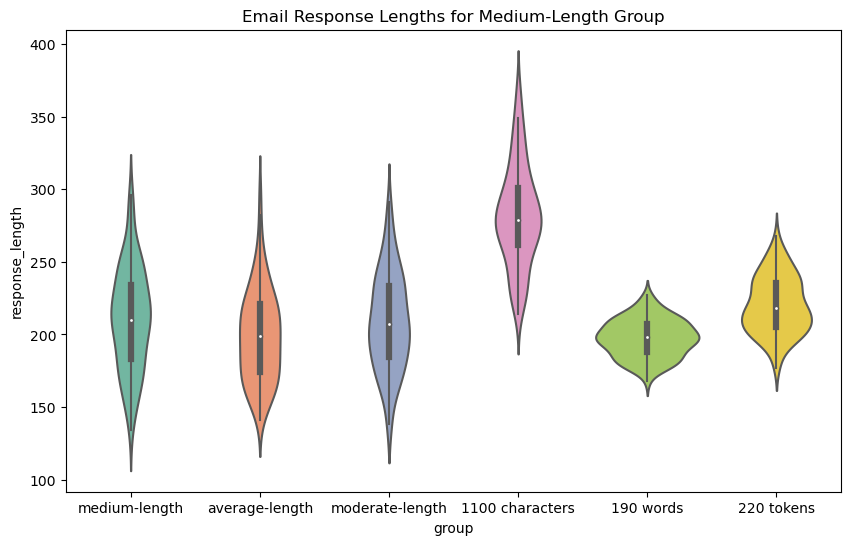 Email Response Lengths for Medium-Length Group
response_length
400
350
300
250
200
150
100
medium-length average-length moderate-length 1100 characters 190 words 220 tokens
group